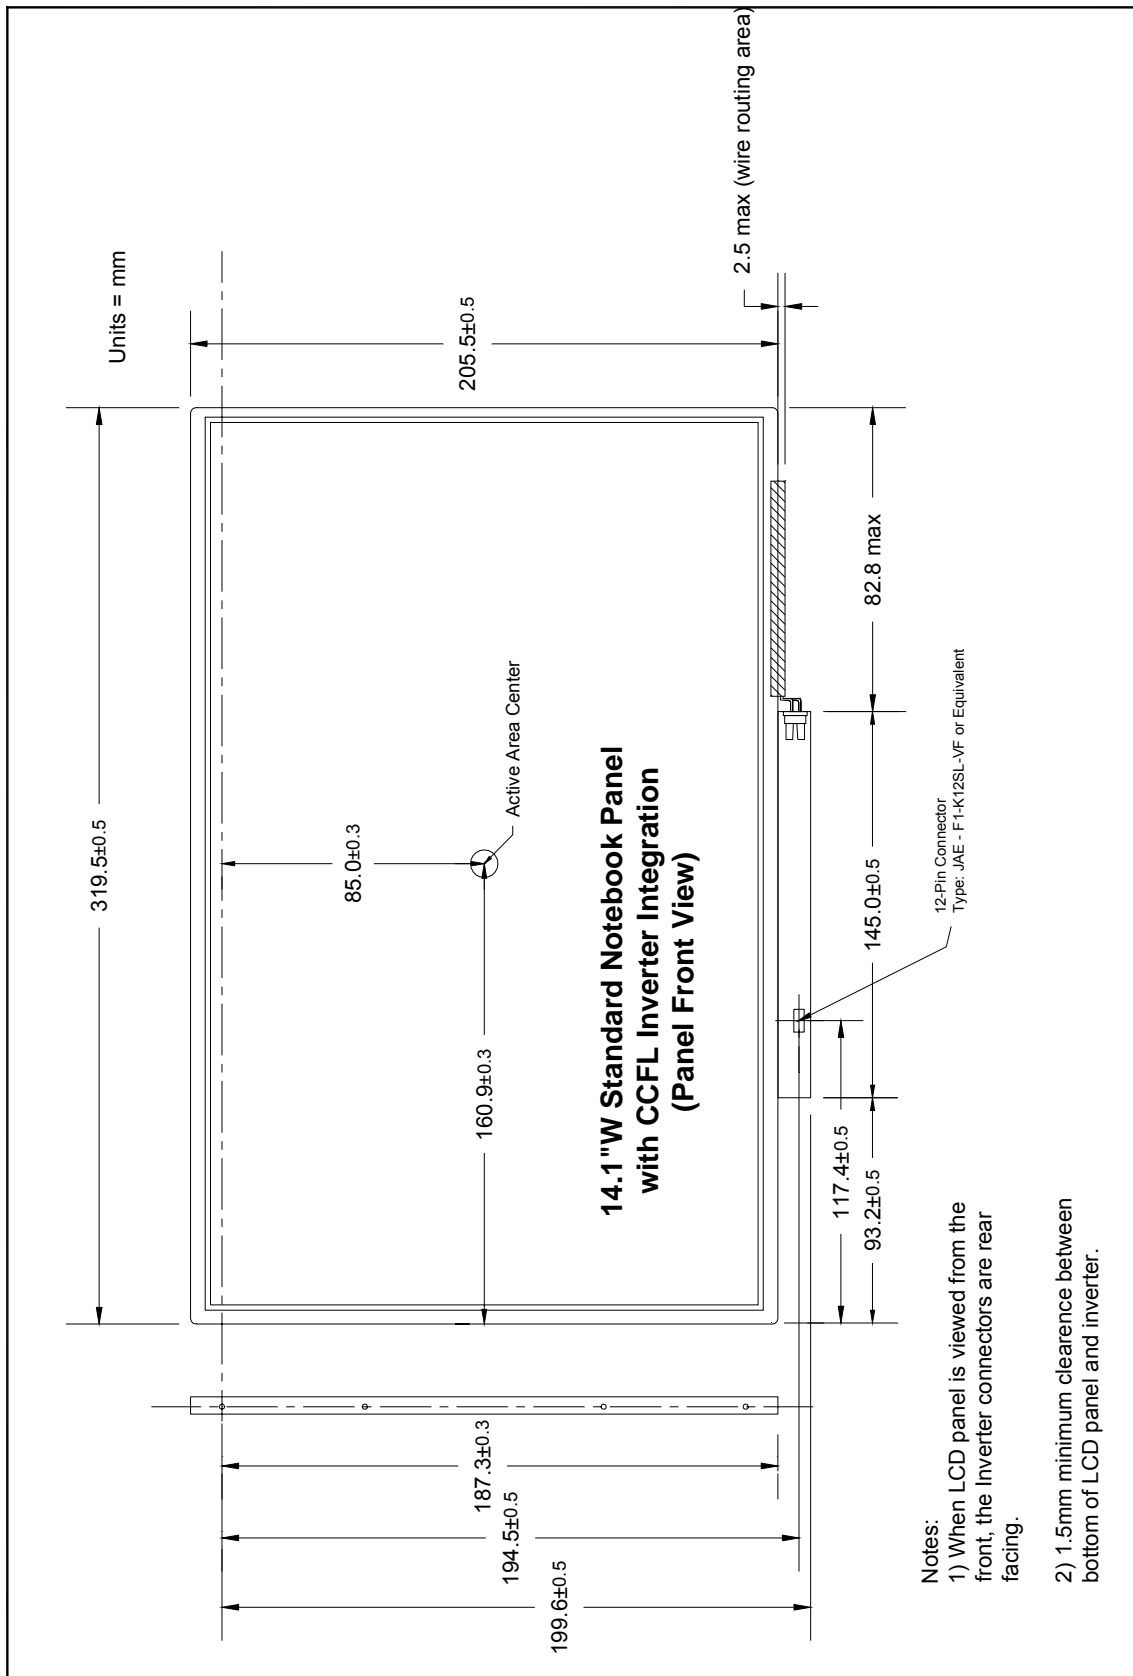 Units = mm
319.5±0.5
205.5±0.5
2.5 max (wire routing area)
85.0±0.3
Active Area Center
160.9±0.3
14.1"W Standard Notebook Panel
with CCFL Inverter Integration
(Panel Front View)
82.8 max
145.0±0.5
12-Pin Connector
Type: JAE - F1-K12SL-VF or Equivalent
117.4±0.5
93.2±0.5
187.3±0.3
194.5±0.5
199.6±0.5
Notes:
1) When LCD panel is viewed from the
front, the Inverter connectors are rear
facing.
2) 1.5mm minimum clearence between
bottom of LCD panel and inverter.